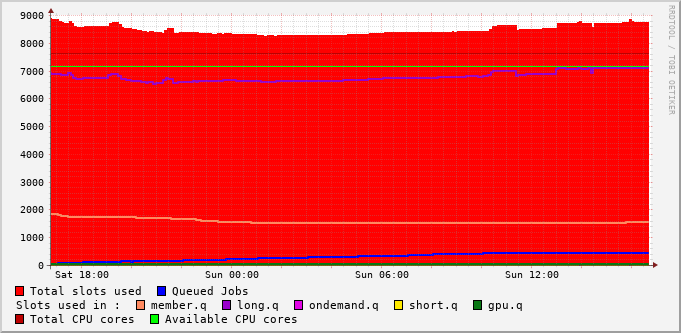 9000
8000
7000
6000
5000
4000
3000
2000
1000
0
Sat 18:00 Sun 00:00 Sun 06:00 Sun 12:00
RRDTOOL / TOBI OETIKER
Total slots used Queued Jobs
Slots used in : member.q long.q ondemand.q short.q gpu.q
Total CPU cores Available CPU cores